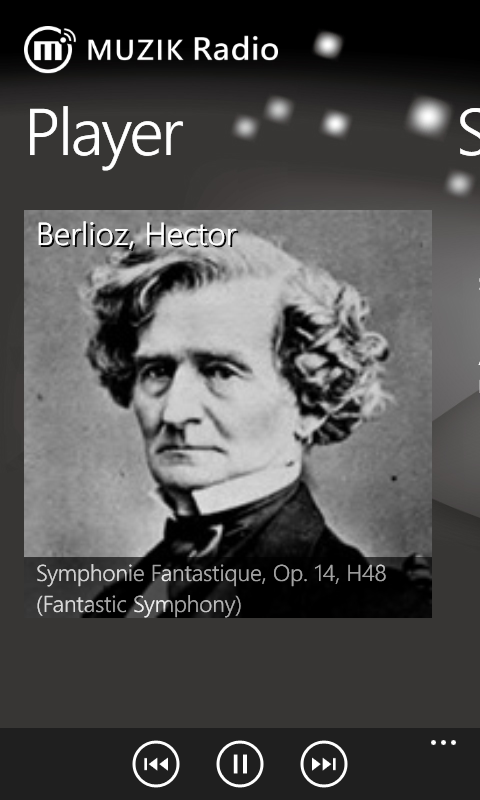 m MUZIK Radio
Player
S
Berlioz, Hector
Symphonie Fantastique, Op. 14, H48
(Fantastic Symphony)